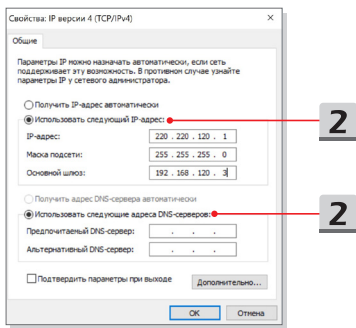 Свойства: IP версии 4 (TCP/IPv4)
Общие
Параметры IP можно назначать автоматически, если сеть
поддерживает эту возможность. В противном случае узнайте
параметры IP у сетевого администратора.
Получить IP-адрес автоматически
Использовать следующий IP-адрес:
2
IP-адрес: 220 . 220 . 120 . 1
Маска подсети: 255 . 255 . 255 . 0
Основной шлюз: 192 . 168 . 120 . 3
Получить адрес DNS-сервера автоматически
Использовать следующие адреса DNS-серверов:
2
Предпочитаемый DNS-сервер: . . .
Альтернативный DNS-сервер: . . .
Подтвердить параметры при выходе
Дополнительно...
OK Отмена